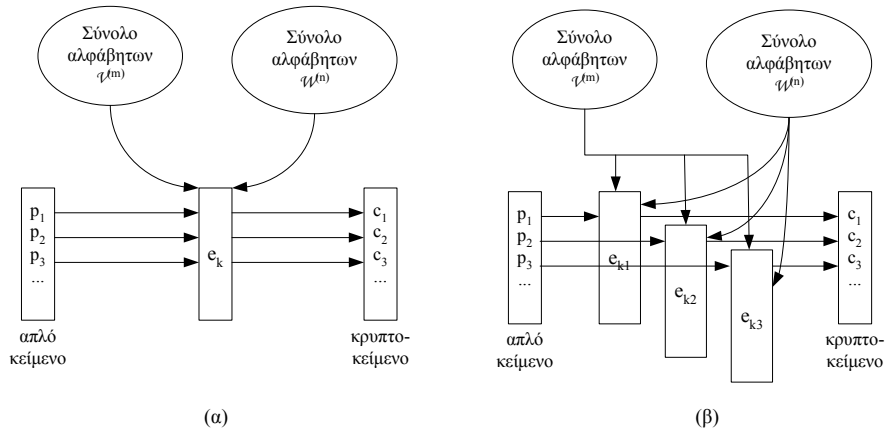 Σύνολο
αλφάβητων
𝒱(m)
Σύνολο
αλφάβητων
𝒲(n)
p1
p2
p3
...
ek
c1
c2
c3
...
απλό
κείμενο
κρυπτο-
κείμενο
(α)
Σύνολο
αλφάβητων
𝒱(m)
Σύνολο
αλφάβητων
𝒲(n)
p1
p2
p3
...
ek1
ek2
ek3
c1
c2
c3
...
απλό
κείμενο
κρυπτο-
κείμενο
(β)